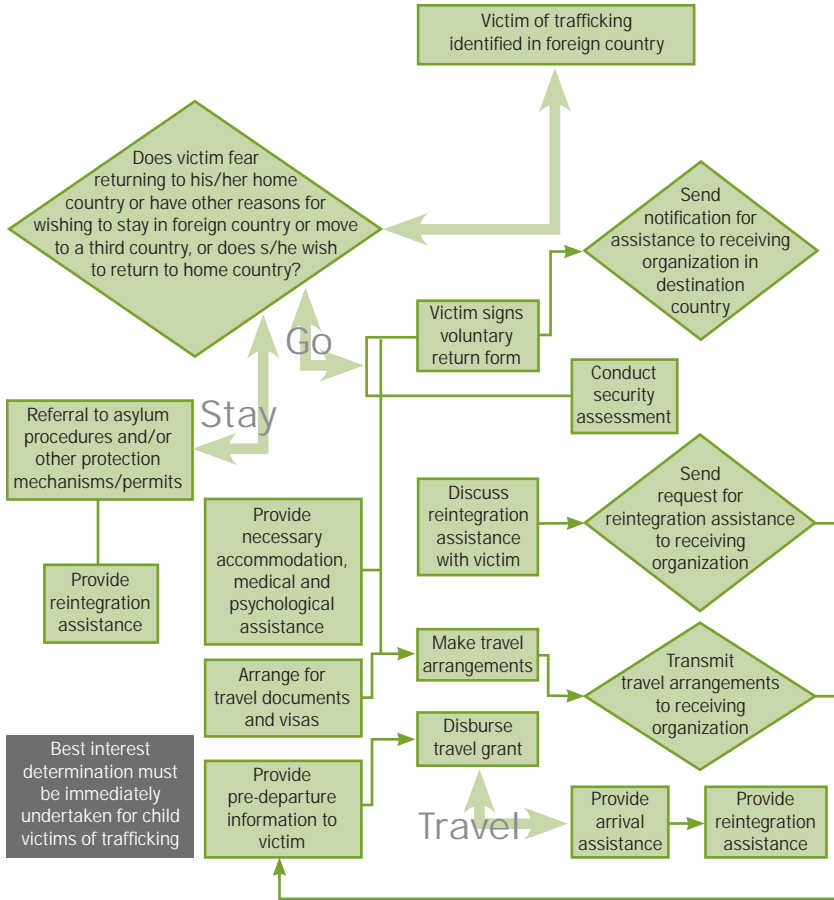 Victim of trafficking
identified in foreign country
Does victim fear
returning to his/her home
country or have other reasons for
wishing to stay in foreign country or move
to a third country, or does s/he wish
to return to home country?
Send
notification for
assistance to receiving
organization in
destination
country
Go
Victim signs
voluntary
return form
Conduct
security
assessment
Stay
Referral to asylum
procedures and/or
other protection
mechanisms/permits
Provide
reintegration
assistance
Provide
necessary
accommodation,
medical and
psychological
assistance
Discuss
reintegration
assistance
with victim
Send
request for
reintegration assistance
to receiving
organization
Arrange for
travel documents
and visas
Make travel
arrangements
Transmit
travel arrangements
to receiving
organization
Best interest
determination must
be immediately
undertaken for child
victims of trafficking
Provide
pre-departure
information to
victim
Disburse
travel grant
Travel
Provide
arrival
assistance
Provide
reintegration
assistance